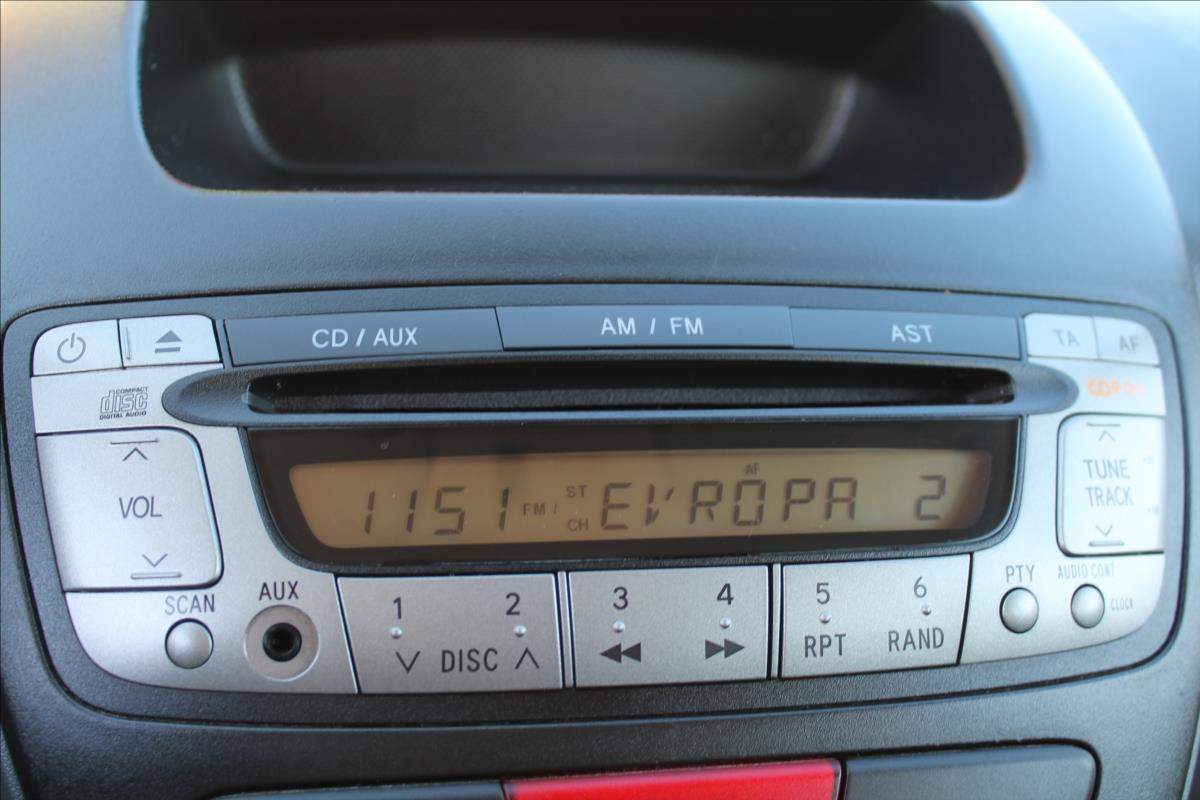 CD / AUX
AM / FM
AST
TA
AF
COMPACT
disc
DIGITAL AUDIO
VOL
1151
FM
ST
CH
AF
EVROPA 2
TUNE
TRACK
SCAN
AUX
1
2
DISC
3
4
5
RPT
6
RAND
PTY
AUDIO CONT
CLOCK